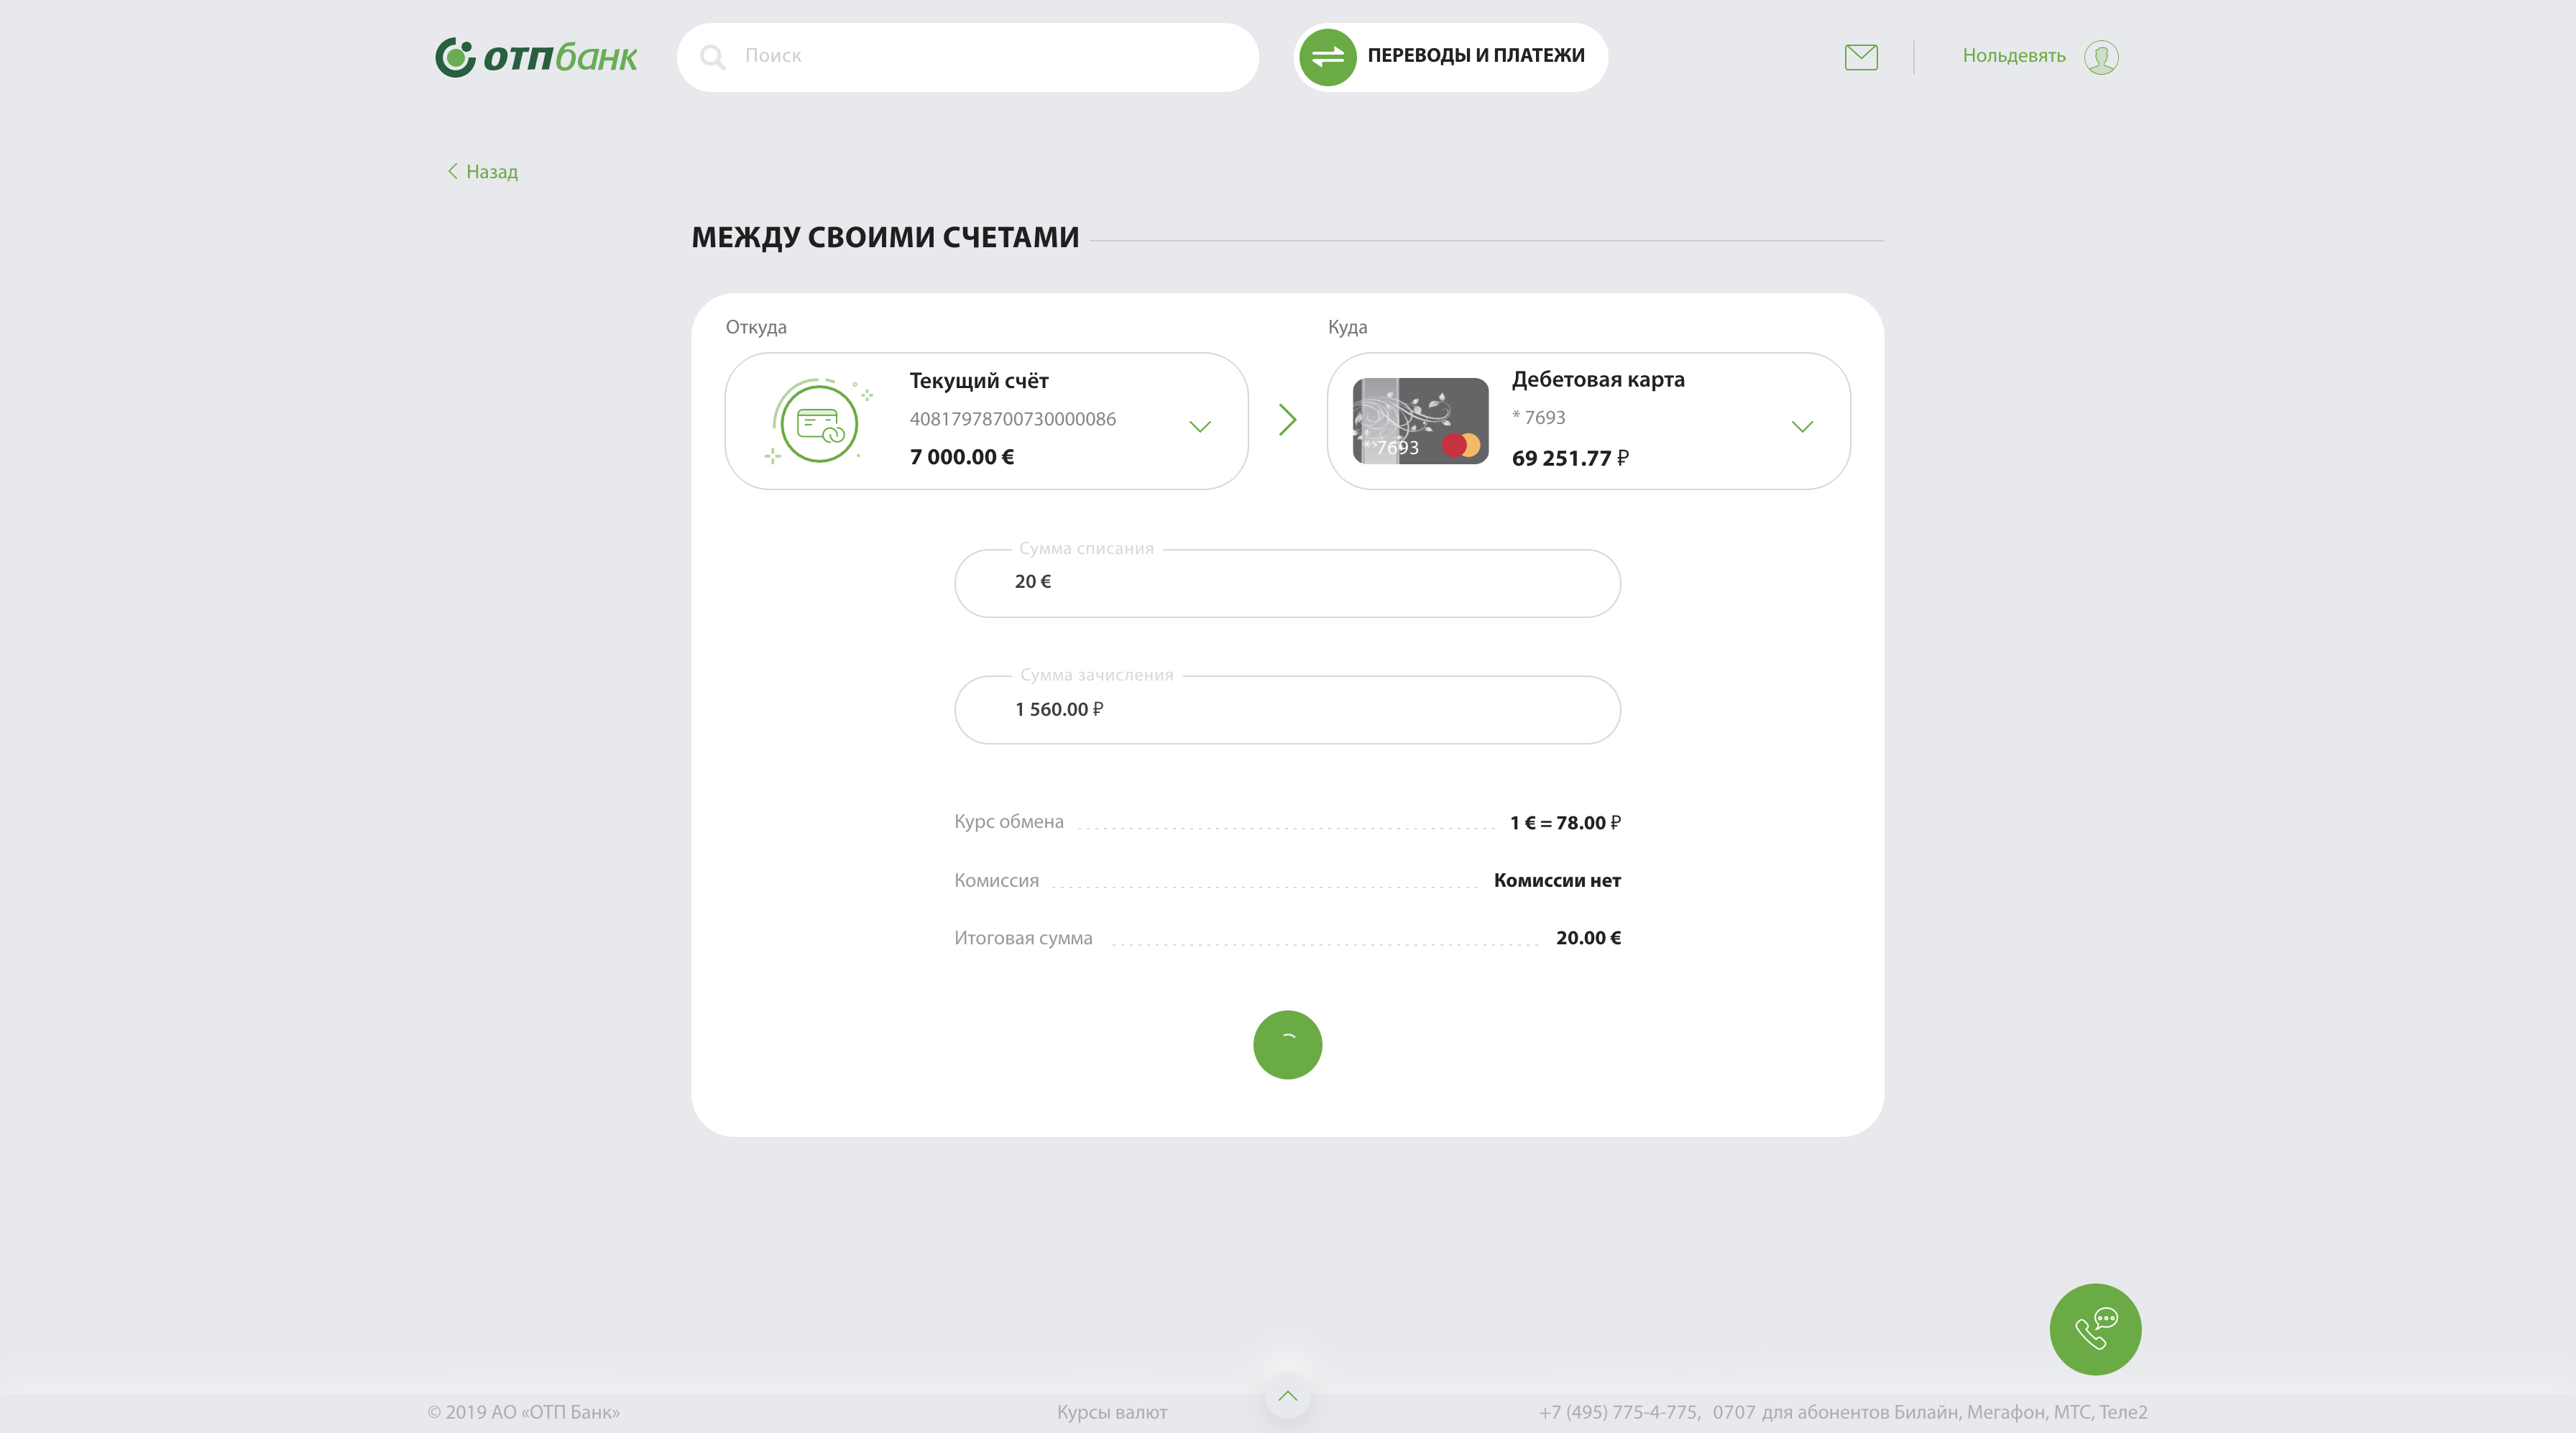 ОТПбанк
Поиск
ПЕРЕВОДЫ И ПЛАТЕЖИ
Нольдевять
Назад
МЕЖДУ СВОИМИ СЧЕТАМИ
Откуда
Текущий счёт
40817978700730000086
7 000.00 €
Куда
* 7693
Дебетовая карта
* 7693
69 251.77 ₽
Сумма списания
20 €
Сумма зачисления
1 560.00 ₽
Курс обмена 1 € = 78.00 ₽
Комиссия Комиссии нет
Итоговая сумма 20.00 €
© 2019 АО «ОТП Банк» Курсы валют +7 (495) 775-4-775, 0707 для абонентов Билайн, Мегафон, МТС, Теле2